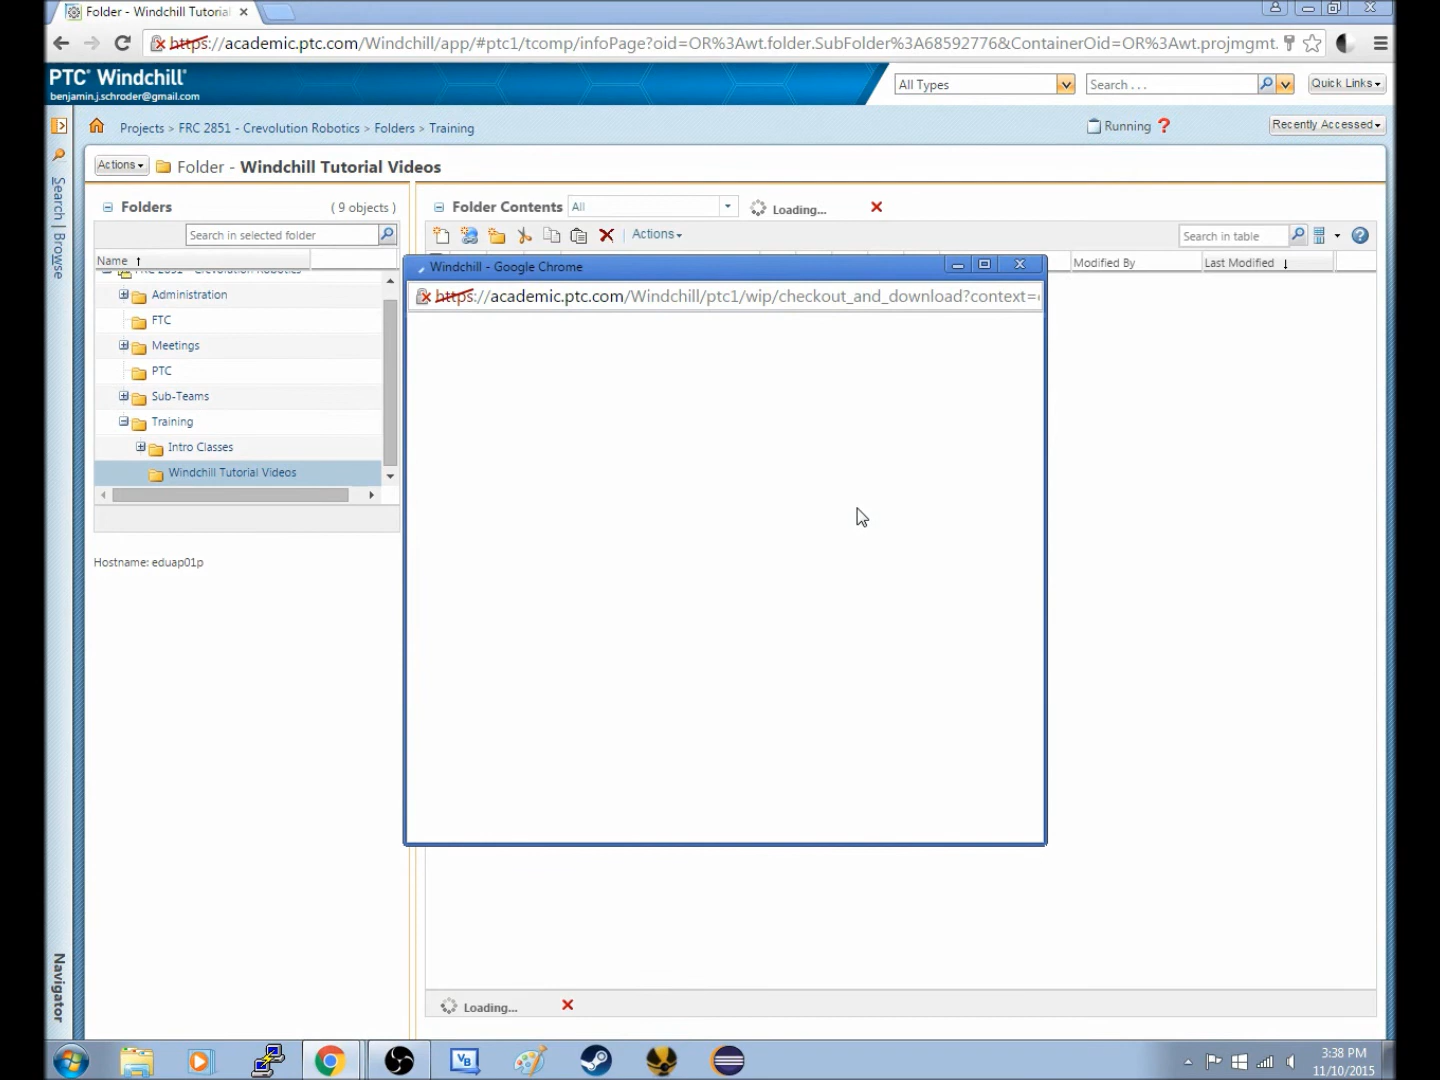 Folder - Windchill Tutorial
https://academic.ptc.com/Windchill/app/#ptc1/tcomp/infoPage?oid=OR%3Awt.folder.SubFolder%3A68592776&ContainerOid=OR%3Awt.projmgmt.
PTC® Windchill®
benjamin.j.schroder@gmail.com
All Types
Search . . .
Quick Links
Projects > FRC 2851 - Crevolution Robotics > Folders > Training
Running ?
Recently Accessed
Actions
Folder - Windchill Tutorial Videos
Folders
( 9 objects )
Folder Contents
All
Loading...
Search in selected folder
Actions
Search in table
Name
Modified By
Last Modified
FRC 2851 - Crevolution Robotics
Administration
FTC
Meetings
PTC
Sub-Teams
Training
Intro Classes
Windchill Tutorial Videos
Hostname: eduap01p
Windchill - Google Chrome
https://academic.ptc.com/Windchill/ptc1/wip/checkout_and_download?context=
Loading...
Search | Browse
Navigator
VB
3:38 PM
11/10/2015